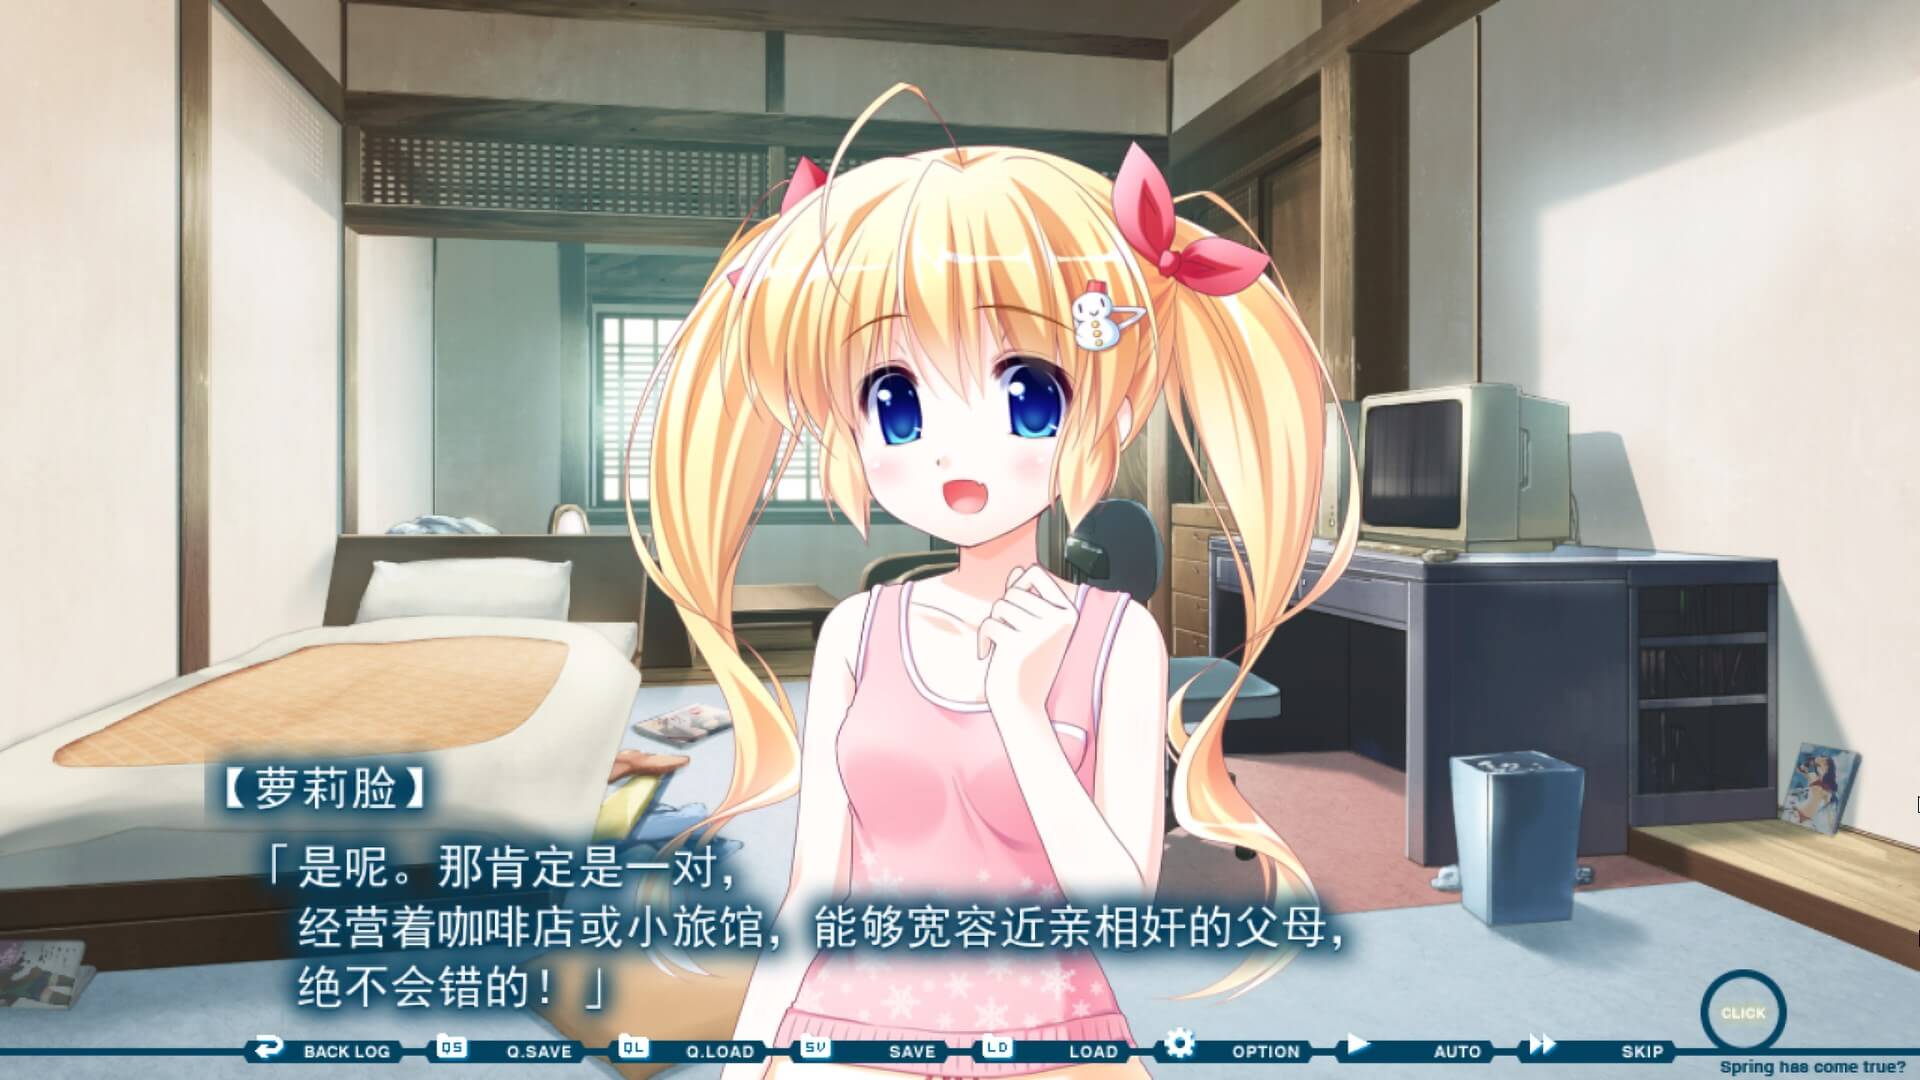 【萝莉脸】
「是呢。那肯定是一对，
经营着咖啡店或小旅馆，能够宽容近亲相奸的父母，
绝不会错的！」
CLICK
BACK LOG QS Q.SAVE QL Q.LOAD SV SAVE LD LOAD OPTION AUTO SKIP
Spring has come true?